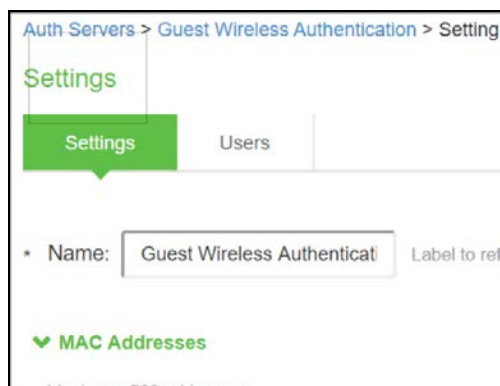 Auth Servers > Guest Wireless Authentication > Setting
Settings
Settings Users
* Name: Guest Wireless Authenticati Label to ref
MAC Addresses